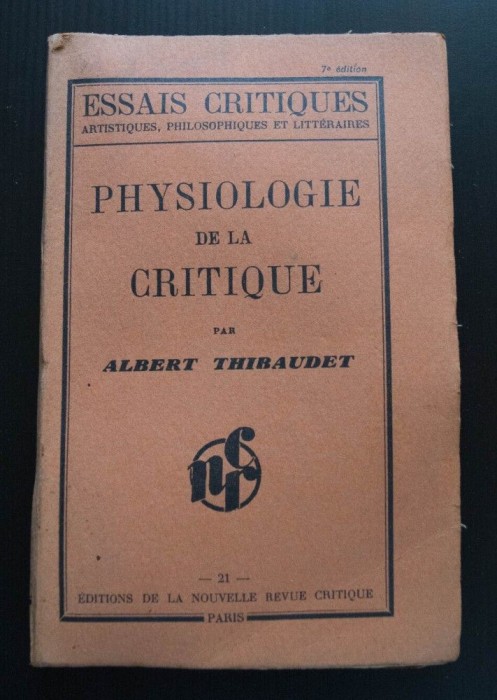 7e édition
ESSAIS CRITIQUES
ARTISTIQUES, PHILOSOPHIQUES ET LITTÉRAIRES
PHYSIOLOGIE
DE LA
CRITIQUE
PAR
ALBERT THIBAUDET
nrc
— 21 —
ÉDITIONS DE LA NOUVELLE REVUE CRITIQUE
PARIS